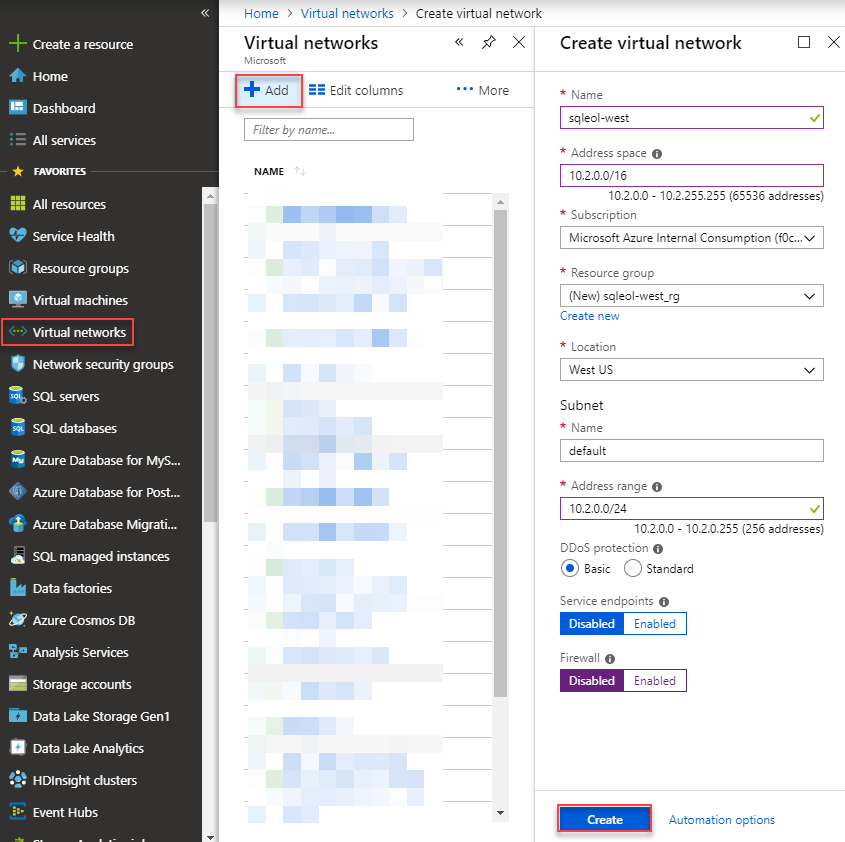 Home > Virtual networks > Create virtual network
«
Create a resource
Home
Dashboard
All services
FAVORITES
All resources
Service Health
Resource groups
Virtual machines
Virtual networks
Network security groups
SQL servers
SQL databases
Azure Database for MyS...
Azure Database for Post...
Azure Database Migrati...
SQL managed instances
Data factories
Azure Cosmos DB
Analysis Services
Storage accounts
Data Lake Storage Gen1
Data Lake Analytics
HDInsight clusters
Event Hubs
Virtual networks
Microsoft
Add
Edit columns
··· More
Filter by name...
NAME
Create virtual network
* Name
sqleol-west
* Address space
10.2.0.0/16
10.2.0.0 - 10.2.255.255 (65536 addresses)
* Subscription
Microsoft Azure Internal Consumption (f0c...
* Resource group
(New) sqleol-west_rg
Create new
* Location
West US
Subnet
* Name
default
* Address range
10.2.0.0/24
10.2.0.0 - 10.2.0.255 (256 addresses)
DDoS protection
Basic Standard
Service endpoints
Disabled Enabled
Firewall
Disabled Enabled
Create Automation options